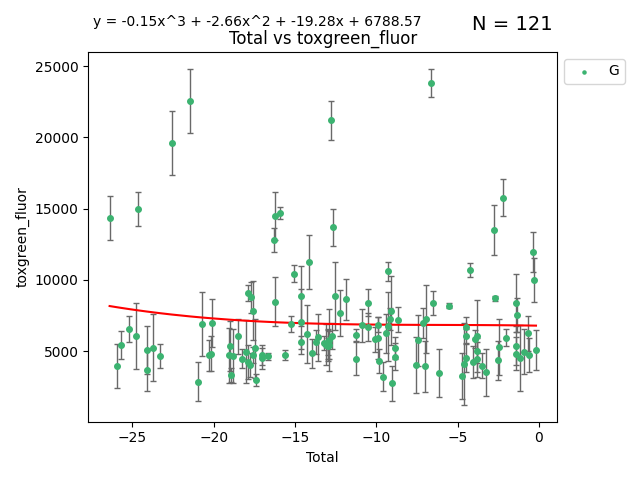 y = -0.15x^3 + -2.66x^2 + -19.28x + 6788.57
N = 121
Total vs toxgreen_fluor
G
25000
20000
15000
10000
5000
toxgreen_fluor
−25 −20 −15 −10 −5 0
Total